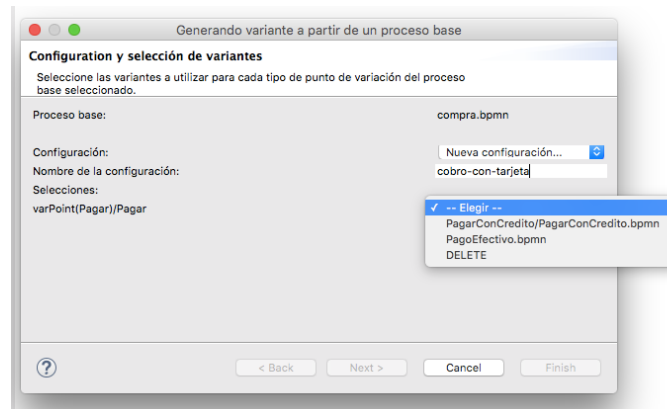 Generando variante a partir de un proceso base
Configuration y selección de variantes
Seleccione las variantes a utilizar para cada tipo de punto de variación del proceso
base seleccionado.
Proceso base: compra.bpmn
Configuración: Nueva configuración...
Nombre de la configuración: cobro-con-tarjeta
Selecciones:
varPoint(Pagar)/Pagar
✓ -- Elegir --
PagarConCredito/PagarConCredito.bpmn
PagoEfectivo.bpmn
DELETE
? < Back Next > Cancel Finish